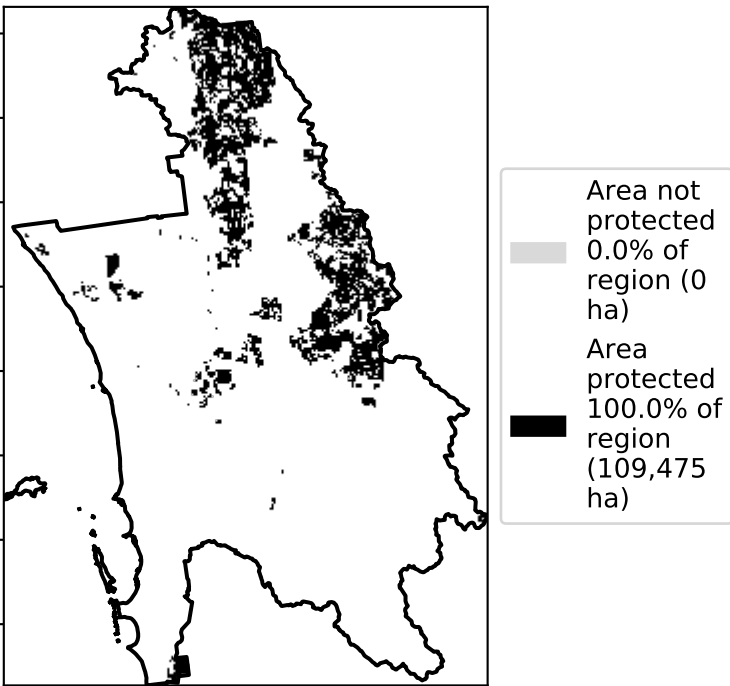 Area not
protected
0.0% of
region (0
ha)
Area
protected
100.0% of
region
(109,475
ha)